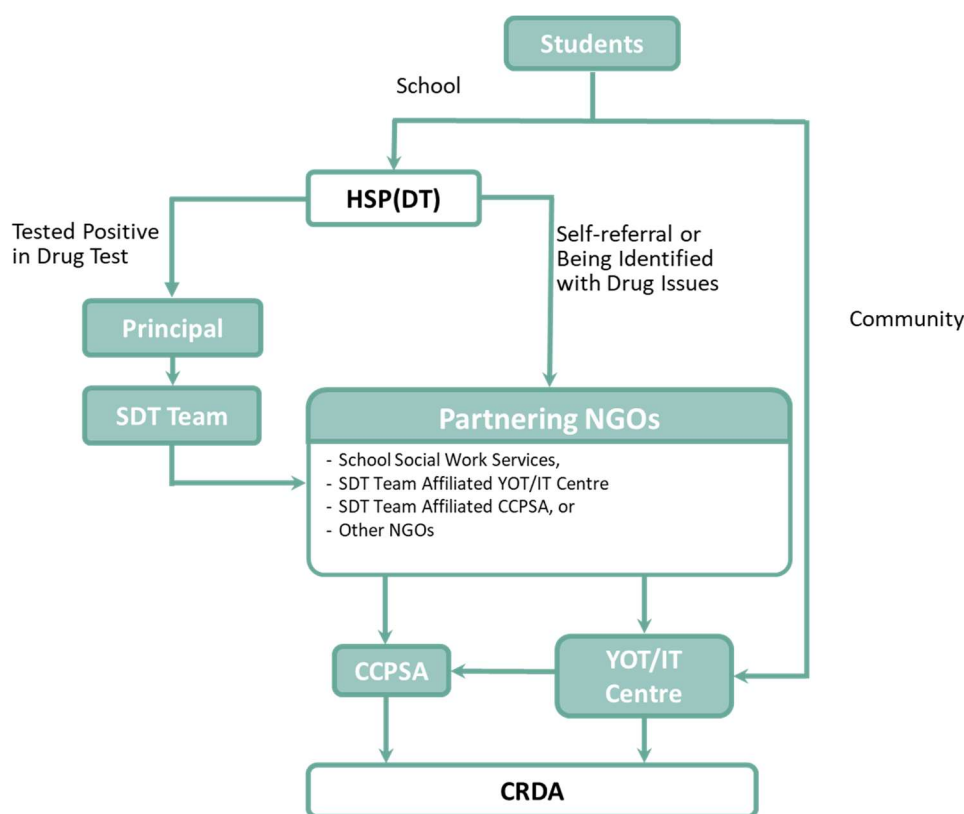 Students
School
HSP(DT)
Tested Positive
in Drug Test
Self-referral or
Being Identified
with Drug Issues
Community
Principal
SDT Team
Partnering NGOs
- School Social Work Services,
- SDT Team Affiliated YOT/IT Centre
- SDT Team Affiliated CCPSA, or
- Other NGOs
CCPSA
YOT/IT
Centre
CRDA